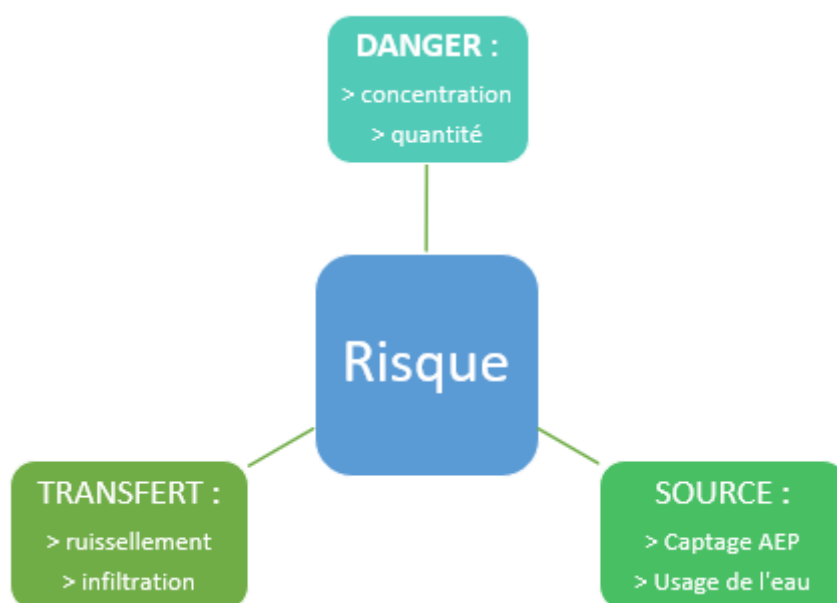 DANGER :
> concentration
> quantité
Risque
TRANSFERT :
> ruissellement
> infiltration
SOURCE :
> Captage AEP
> Usage de l'eau